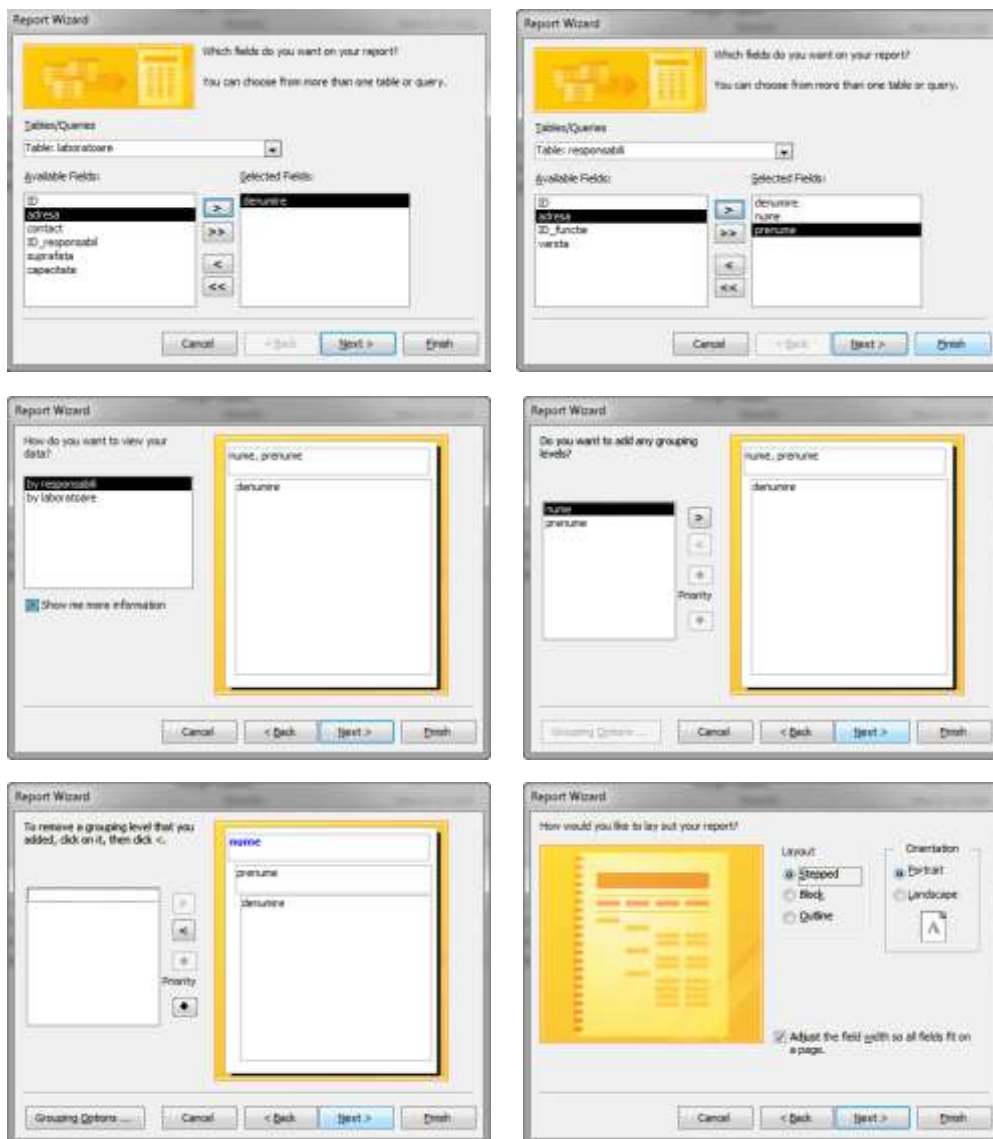 Report Wizard
Which fields do you want on your report?
You can choose from more than one table or query.
Tables/Queries
Table: laboratoare
Available Fields:
Selected Fields:
ID
adresa
contact
ID_responsabil
suprafata
capacitate
>
>>
<
<<
denumire
Cancel
< Back
Next >
Finish
Report Wizard
Which fields do you want on your report?
You can choose from more than one table or query.
Tables/Queries
Table: responsabili
Available Fields:
Selected Fields:
ID
adresa
ID_functie
varsta
>
>>
<
<<
denumire
nume
prenume
Cancel
< Back
Next >
Finish
Report Wizard
How do you want to view your
data?
by responsabili
by laboratoare
Show me more information
nume, prenume
denumire
Cancel
< Back
Next >
Finish
Report Wizard
Do you want to add any grouping
levels?
nume
prenume
>
<
Priority
nume, prenume
denumire
Grouping Options ...
Cancel
< Back
Next >
Finish
Report Wizard
To remove a grouping level that you
added, click on it, then click <.
>
<
Priority
nume
prenume
denumire
Grouping Options ...
Cancel
< Back
Next >
Finish
Report Wizard
How would you like to lay out your report?
Layout
Stepped
Block
Outline
Orientation
Portrait
Landscape
A
Adjust the field width so all fields fit on
a page.
Cancel
< Back
Next >
Finish